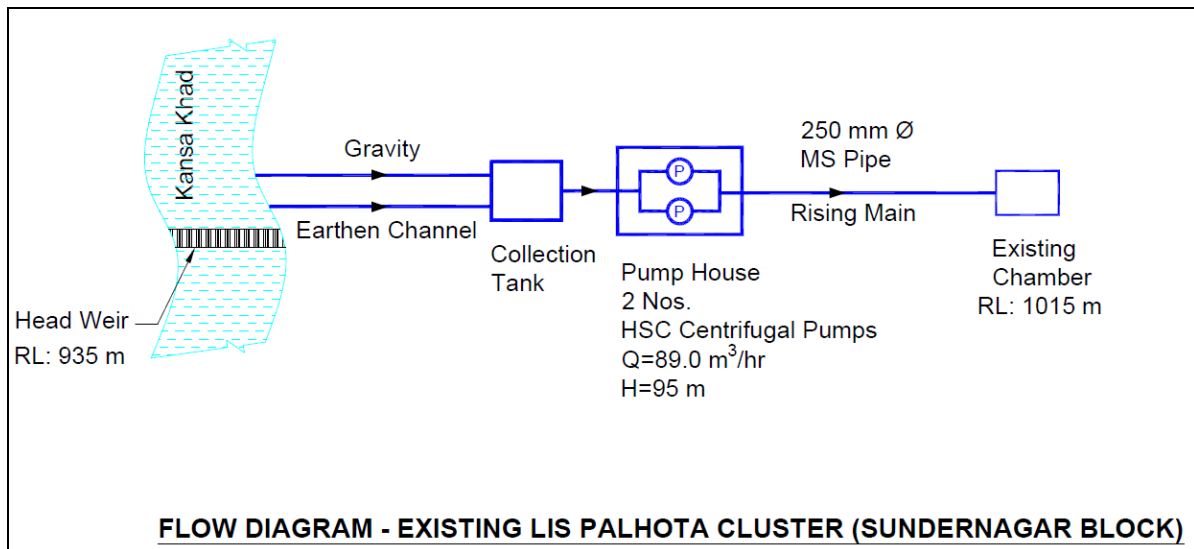 Kansa Khad
Gravity
Earthen Channel
Head Weir
RL: 935 m
Collection
Tank
P
P
Pump House
2 Nos.
HSC Centrifugal Pumps
Q=89.0 m³/hr
H=95 m
250 mm Ø
MS Pipe
Rising Main
Existing
Chamber
RL: 1015 m
FLOW DIAGRAM - EXISTING LIS PALHOTA CLUSTER (SUNDERNAGAR BLOCK)